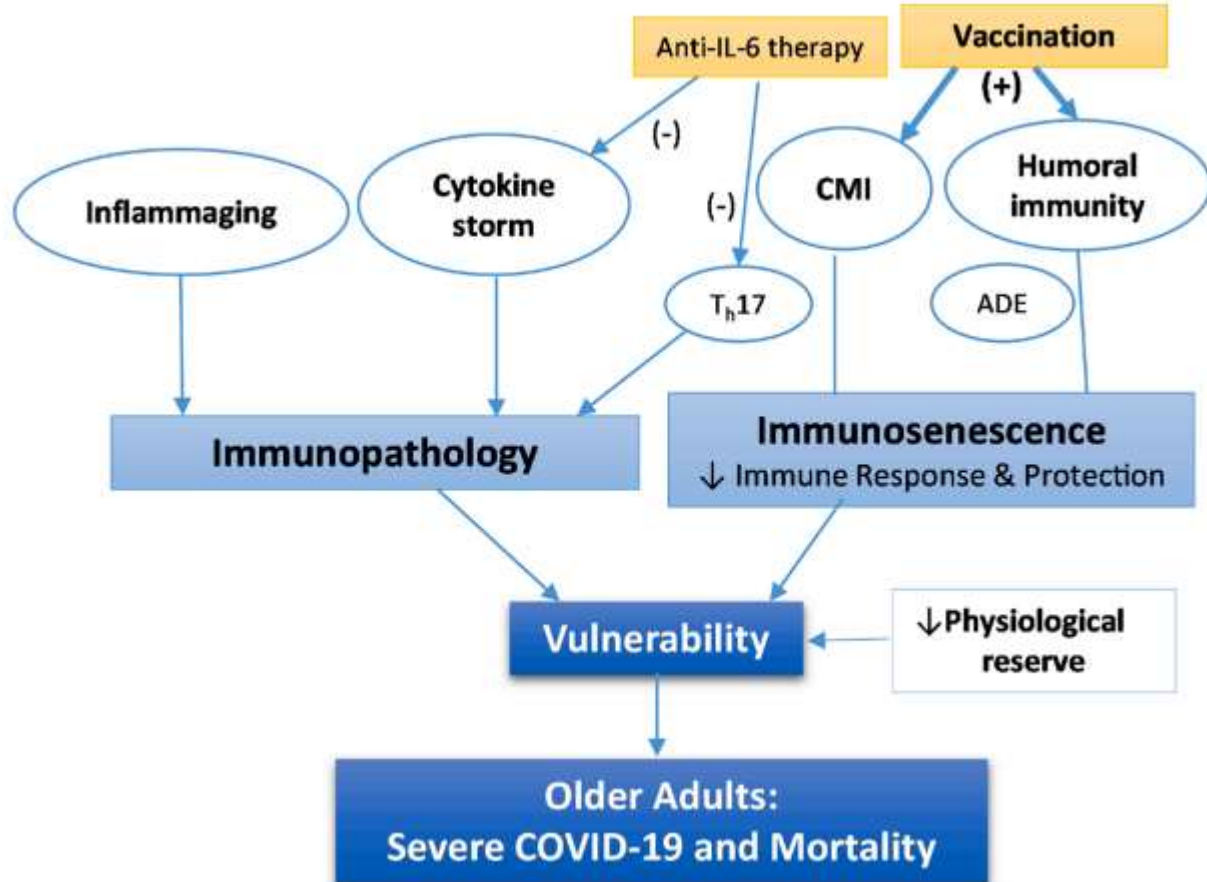 Anti-IL-6 therapy
Vaccination
(+)
(-)
Inflammaging
Cytokine
storm
(-)
CMI
Humoral
immunity
Th17
ADE
Immunopathology
Immunosenescence
↓ Immune Response & Protection
Vulnerability
↓Physiological
reserve
Older Adults:
Severe COVID-19 and Mortality